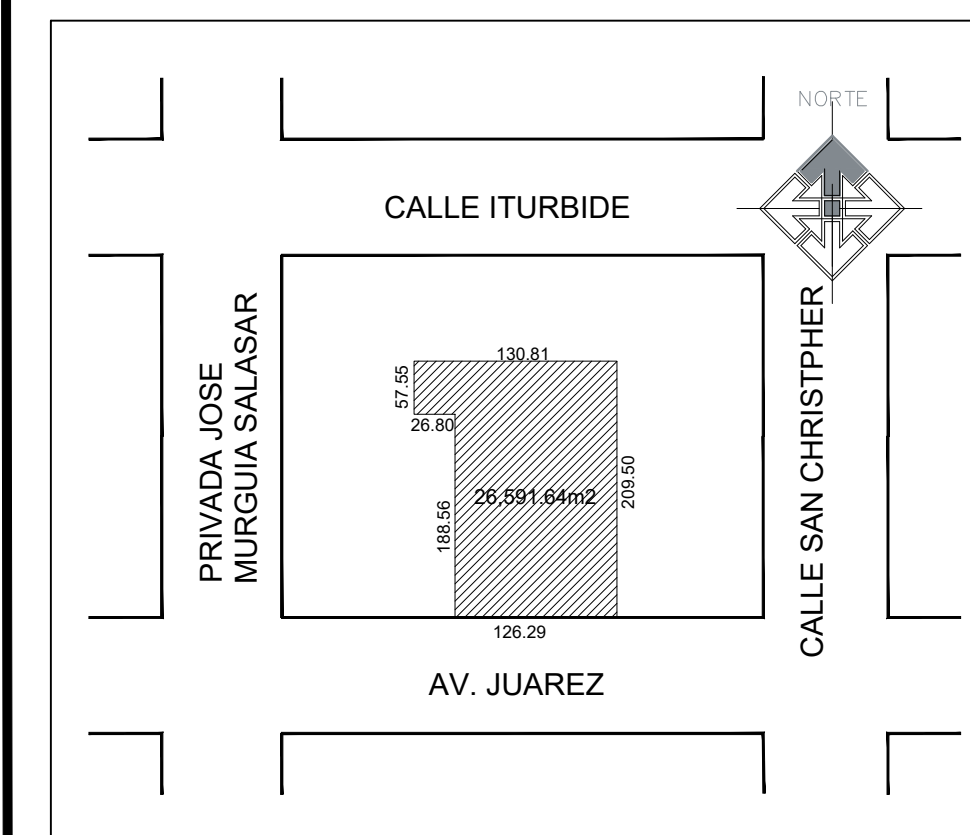 NORTE
CALLE ITURBIDE
PRIVADA JOSE
MURGUIA SALASAR
CALLE SAN CHRISTPHER
130.81
57.55
26.80
209.50
26,591.64m2
188.56
126.29
AV. JUAREZ